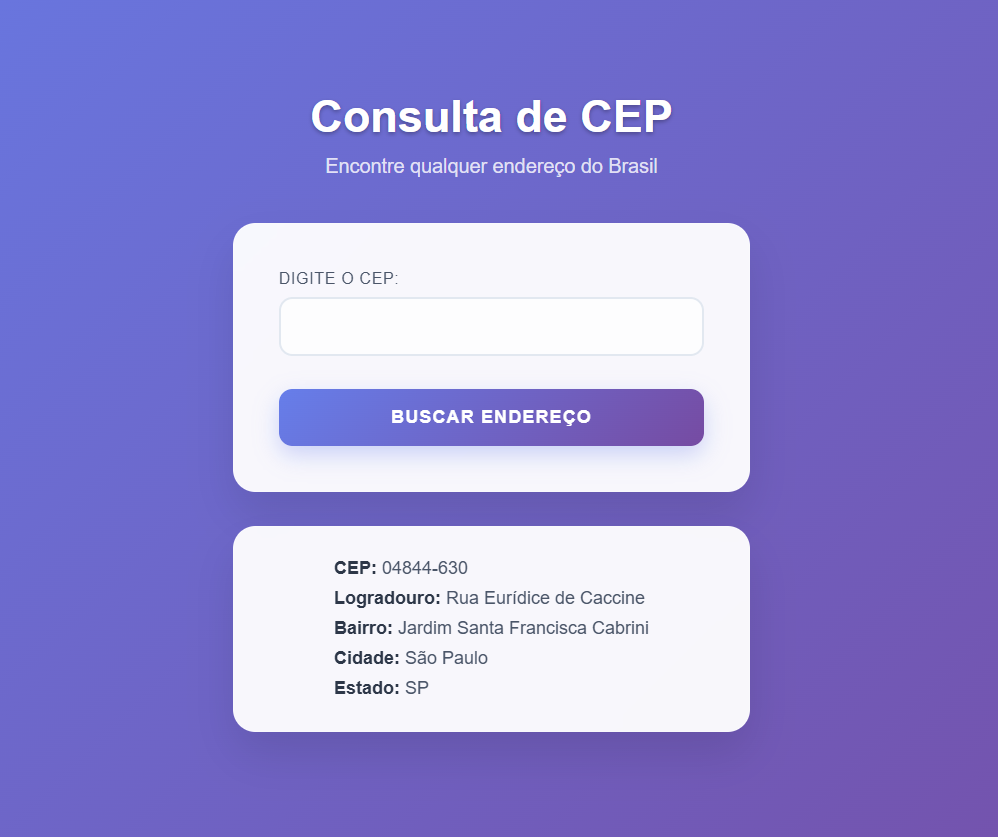 Consulta de CEP
Encontre qualquer endereço do Brasil
DIGITE O CEP:
BUSCAR ENDEREÇO
CEP: 04844-630
Logradouro: Rua Eurídice de Caccine
Bairro: Jardim Santa Francisca Cabrini
Cidade: São Paulo
Estado: SP